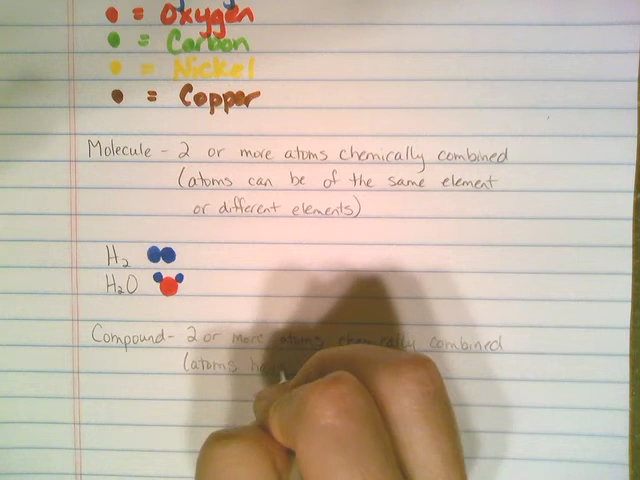 = Oxygen
= Carbon
= Nickel
= Copper
Molecule - 2 or more atoms chemically combined
(atoms can be of the same element
or different elements)
H₂
H₂O
Compound - 2 or more atoms chemically combined
(atoms